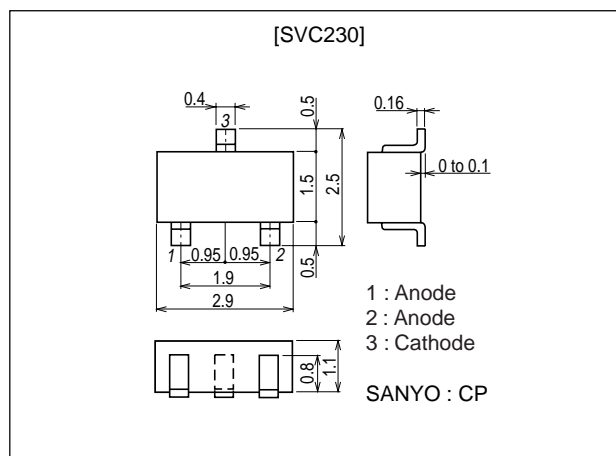 [SVC230]
0.4
3
0.5
0.16
1.5
2.5
0 to 0.1
1
0.95
0.95
2
0.5
1.9
2.9
1 : Anode
2 : Anode
3 : Cathode
0.8
1.1
SANYO : CP